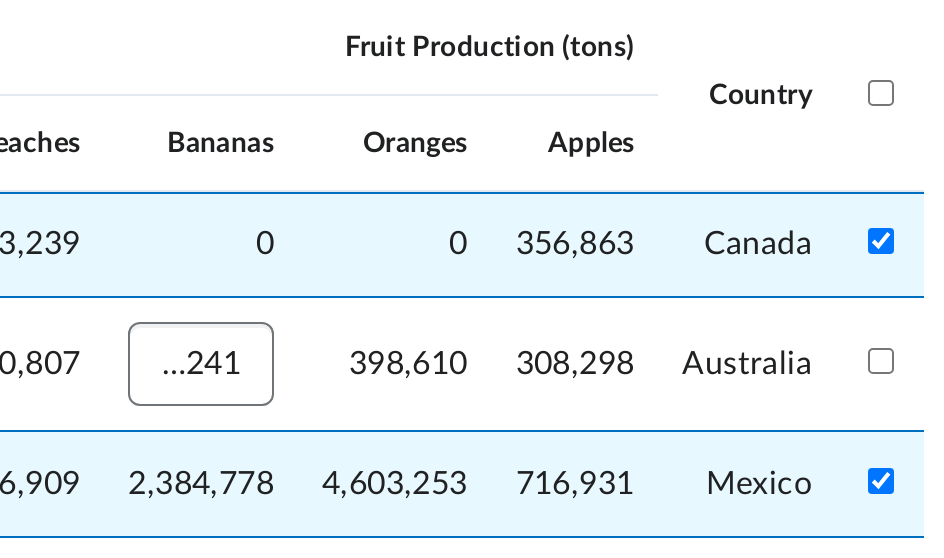 Fruit Production (tons)
Country
eaches Bananas Oranges Apples
3,239 0 0 356,863 Canada
0,807 ...241 398,610 308,298 Australia
6,909 2,384,778 4,603,253 716,931 Mexico